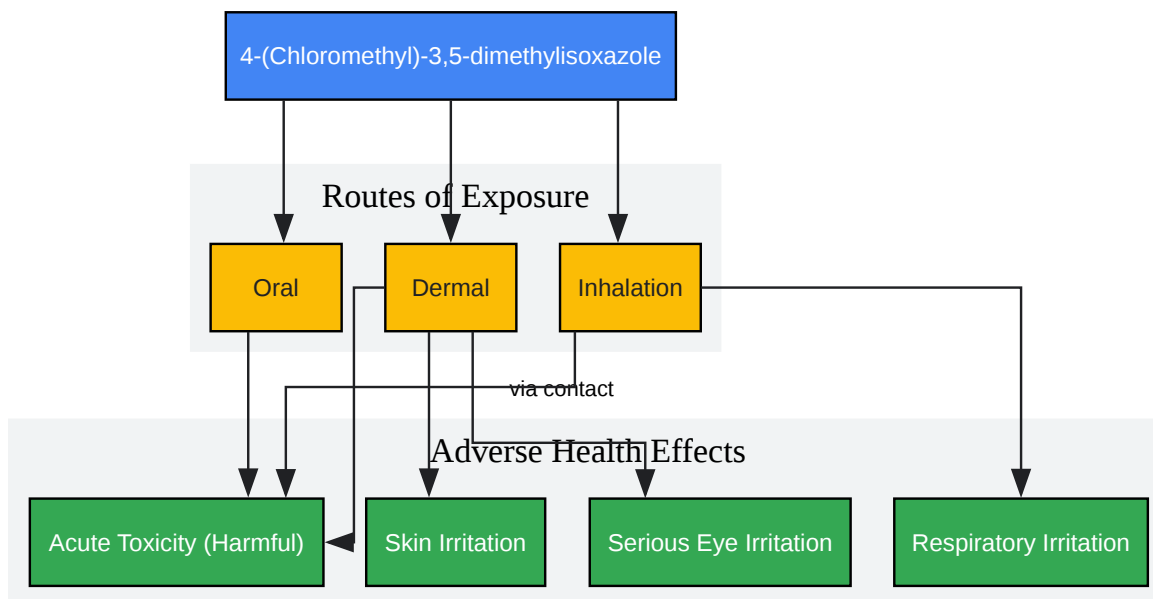 4-(Chloromethyl)-3,5-dimethylisoxazole
Routes of Exposure
Oral
Dermal
Inhalation
via contact
Adverse Health Effects
Acute Toxicity (Harmful)
Skin Irritation
Serious Eye Irritation
Respiratory Irritation